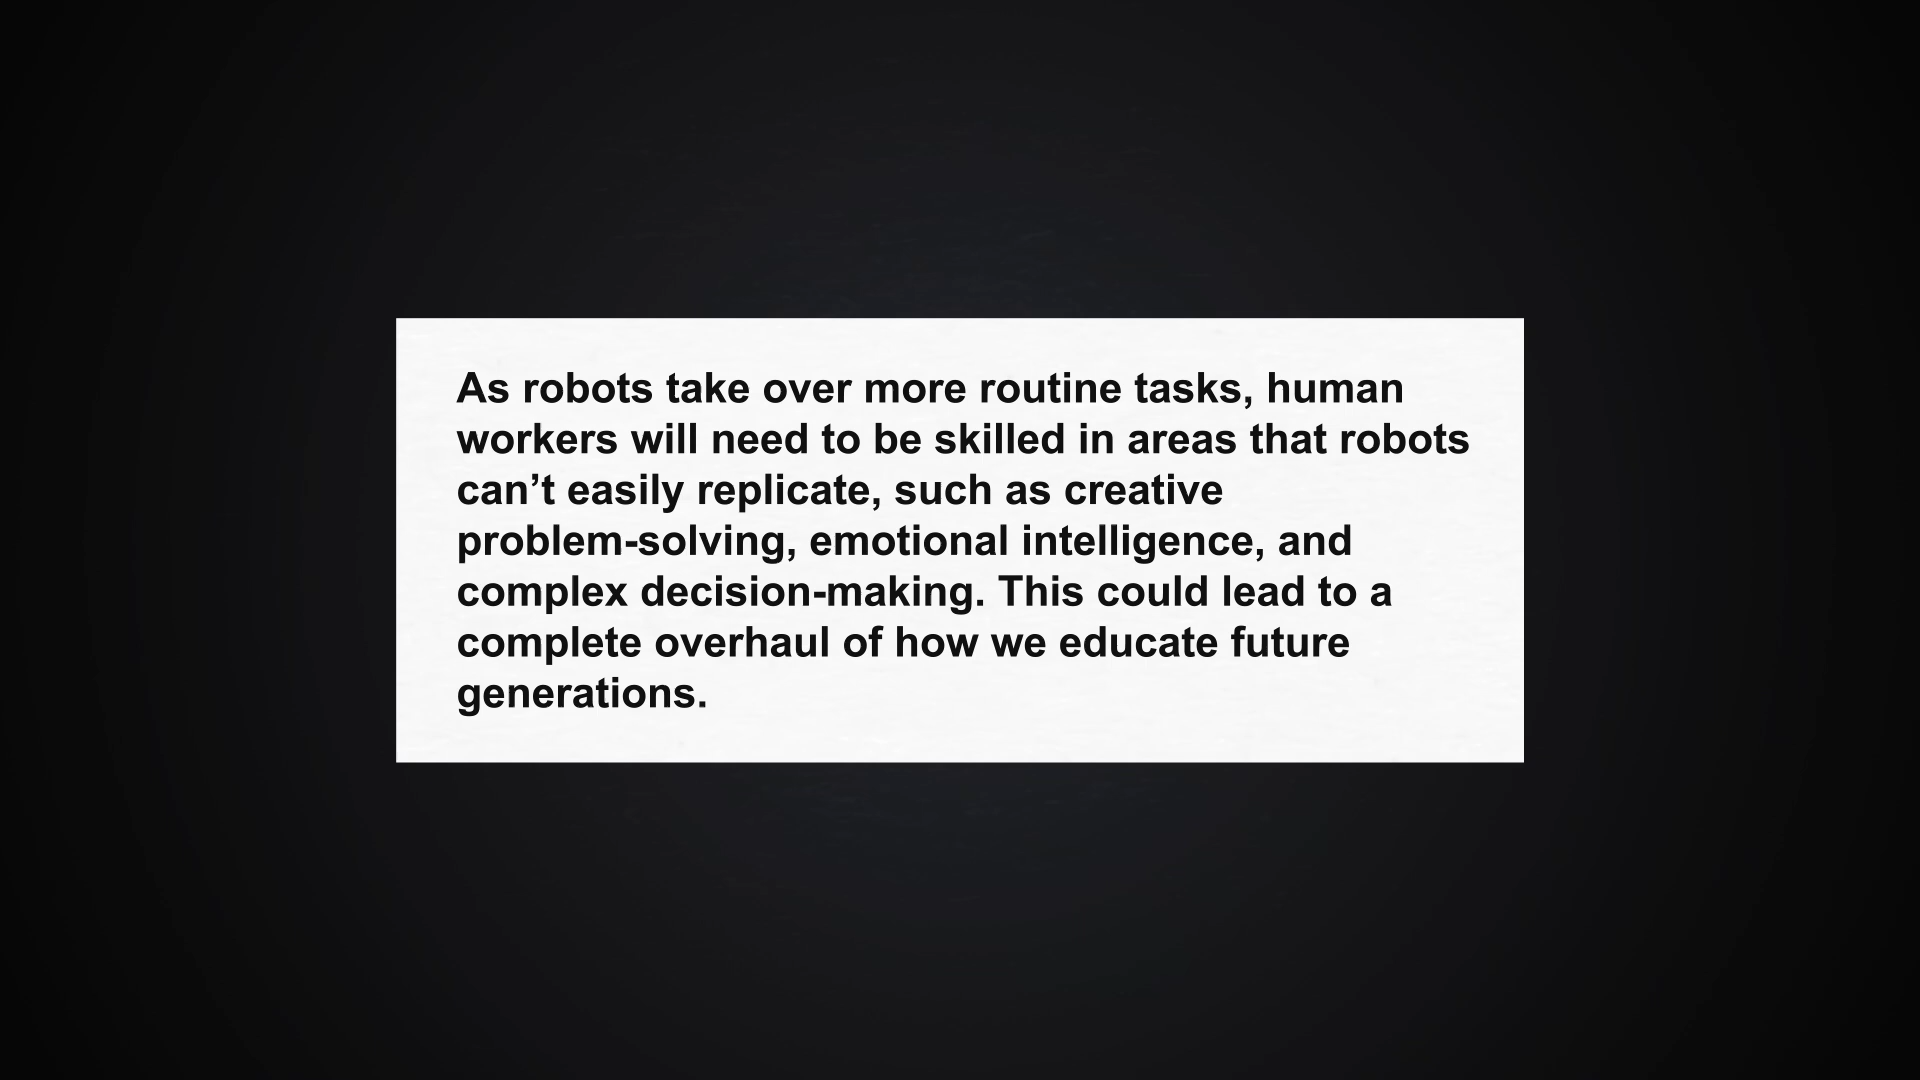 As robots take over more routine tasks, human
workers will need to be skilled in areas that robots
can’t easily replicate, such as creative
problem-solving, emotional intelligence, and
complex decision-making. This could lead to a
complete overhaul of how we educate future
generations.